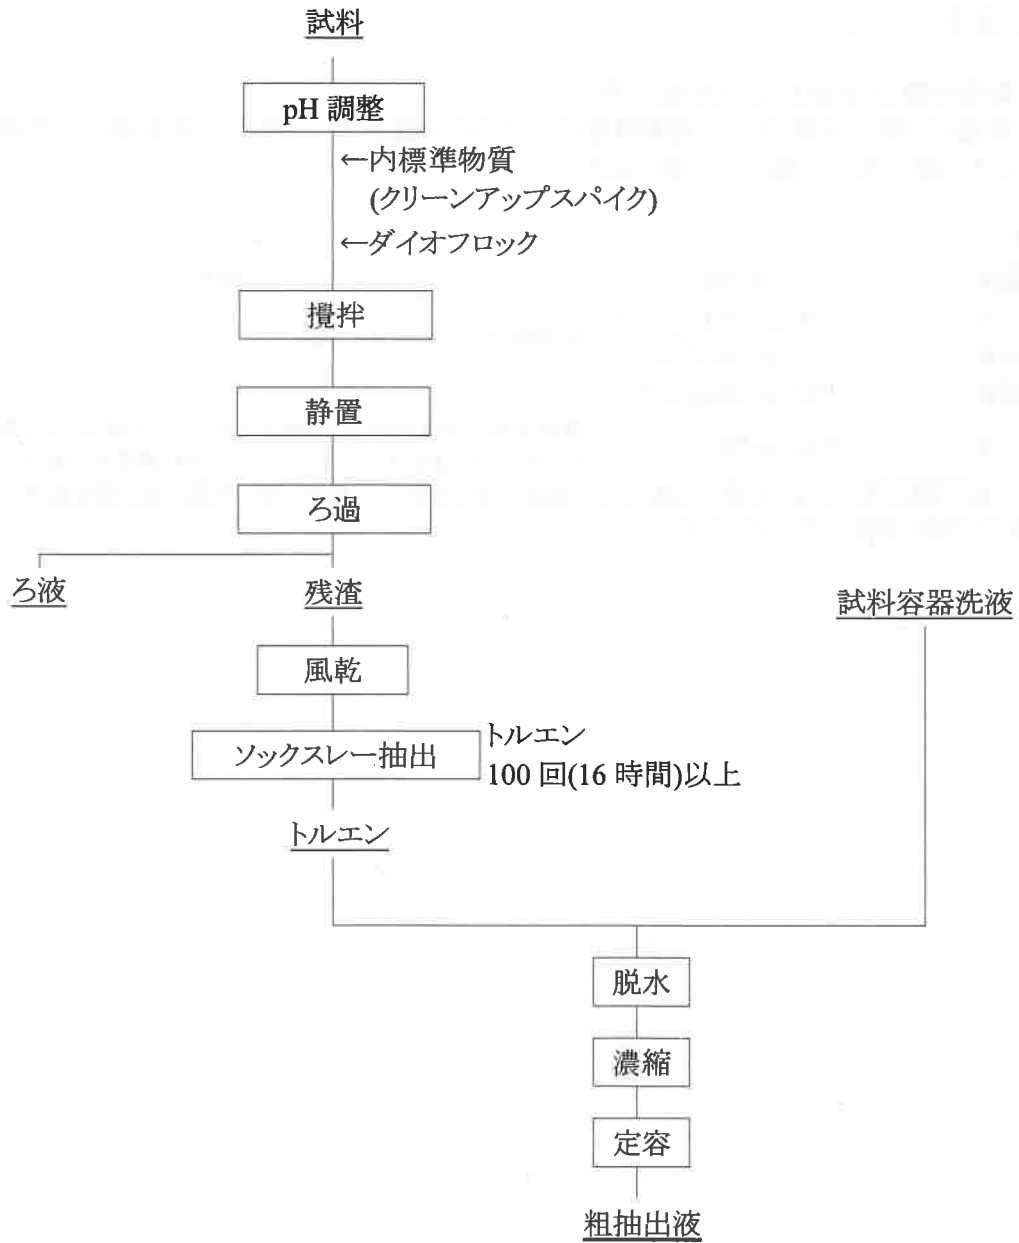 試料
pH 調整
←内標準物質
(クリーンアップスパイク)
←ダイオフロック
攪拌
静置
ろ過
ろ液
残渣
試料容器洗液
風乾
ソックスレー抽出
トルエン
100 回(16 時間)以上
トルエン
脱水
濃縮
定容
粗抽出液